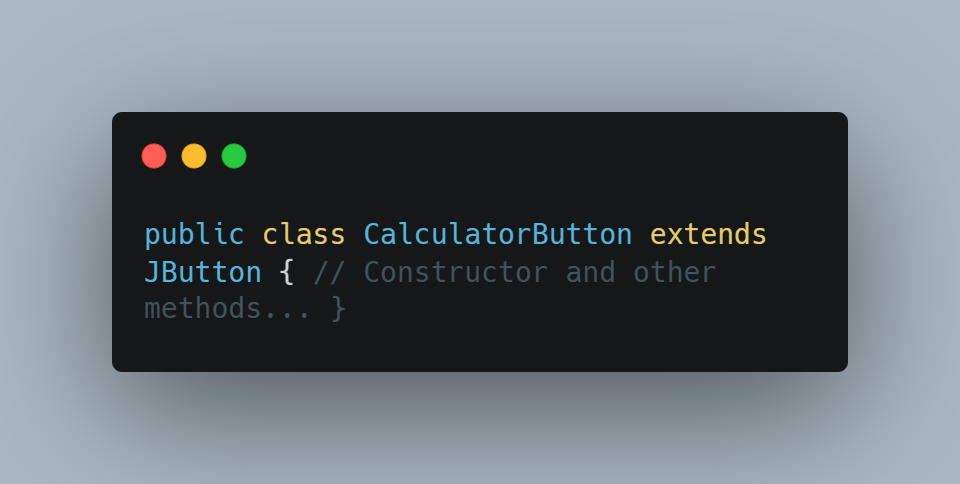 public class CalculatorButton extends
JButton { // Constructor and other
methods... }